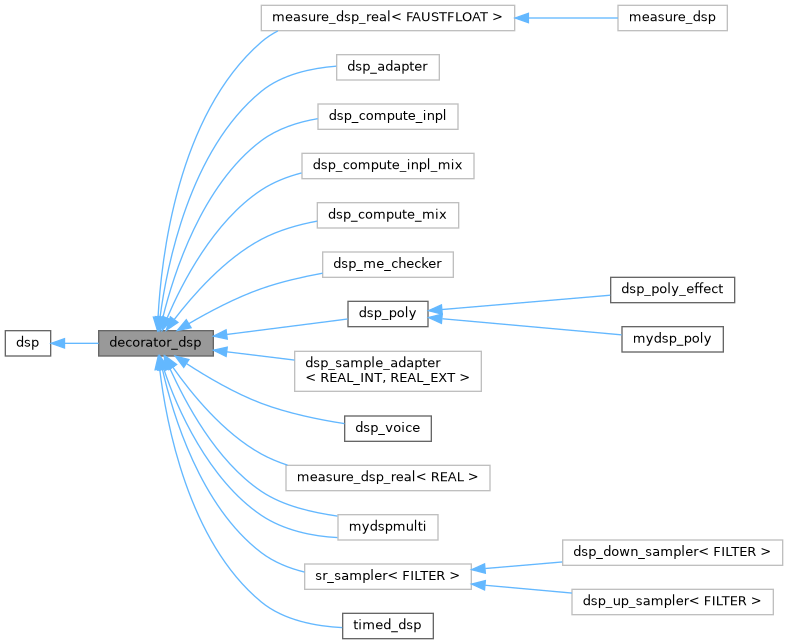 measure_dsp_real< FAUSTFLOAT >
measure_dsp
dsp_adapter
dsp_compute_inpl
dsp_compute_inpl_mix
dsp_compute_mix
dsp_me_checker
dsp_poly
dsp_poly_effect
mydsp_poly
dsp
decorator_dsp
dsp_sample_adapter
< REAL_INT, REAL_EXT >
dsp_voice
measure_dsp_real< REAL >
mydspmulti
sr_sampler< FILTER >
dsp_down_sampler< FILTER >
dsp_up_sampler< FILTER >
timed_dsp